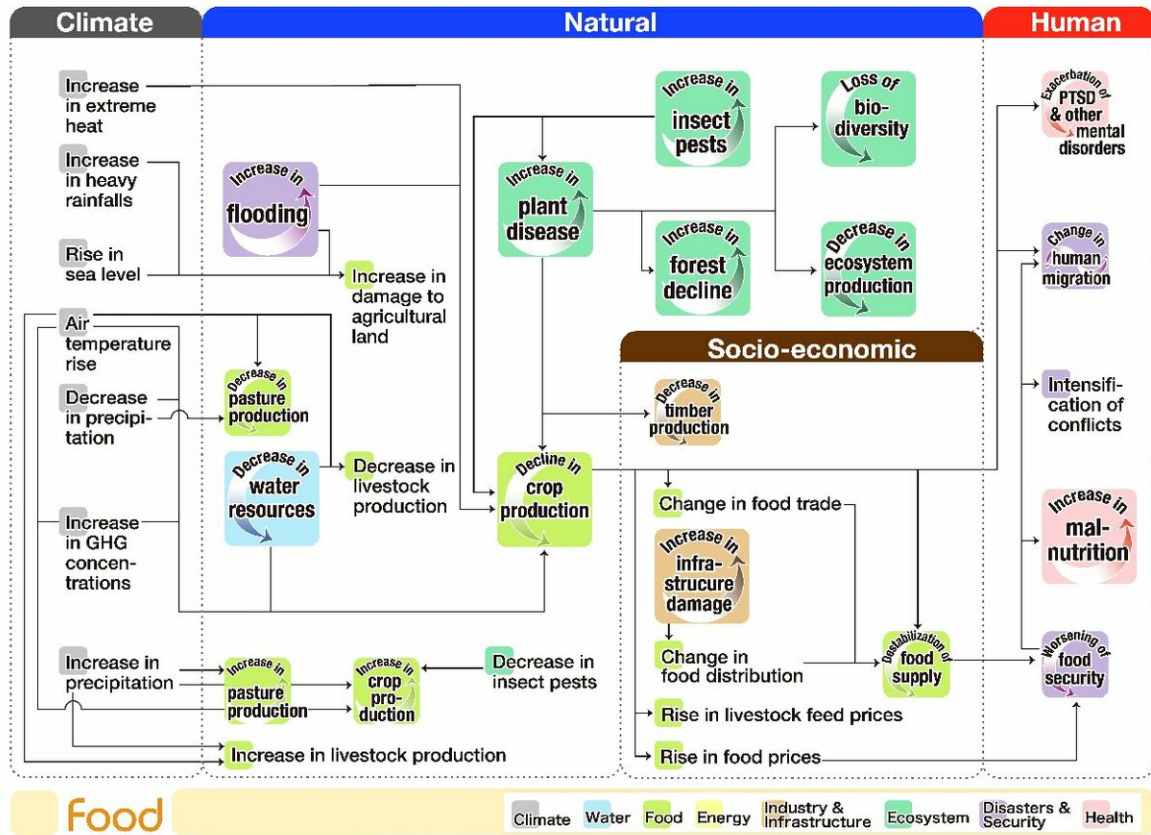 Climate
Natural
Human
Increase
in extreme
heat
Increase
in heavy
rainfalls
Rise in
sea level
Air
temperature
rise
Decrease
in precipi-
tation
Increase
in GHG
concen-
trations
Increase in
precipitation
Increase in
flooding
Increase in
damage to
agricultural
land
Decrease in
pasture
production
Decrease in
water
resources
Decrease in
livestock
production
Increase in
pasture
production
Increase in
crop
pro-
duction
Decrease in
insect pests
Increase in livestock production
Increase in
insect
pests
Loss of
bio-
diversity
Increase in
plant
disease
Increase in
forest
decline
Decrease in
ecosystem
production
Decline in
crop
production
Socio-economic
Decrease in
timber
production
Change in food trade
Increase in
infra-
strucure
damage
Change in
food distribution
Destabilization of
food
supply
Rise in livestock feed prices
Rise in food prices
Exacerbation of
PTSD
& other
mental
disorders
Change in
human
migration
Intensifi-
cation of
conflicts
Increase in
mal-
nutrition
Worsening of
food
security
Food
Climate
Water
Food
Energy
Industry &
Infrastructure
Ecosystem
Disasters &
Security
Health